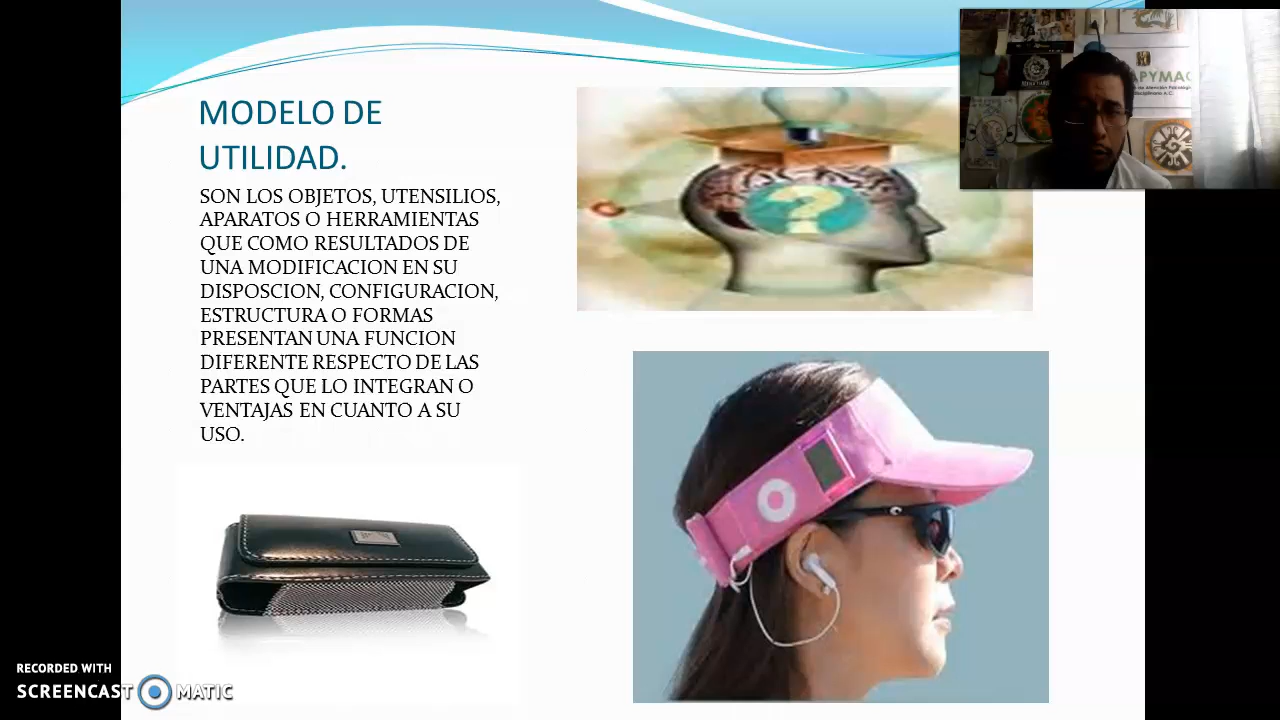 MODELO DE
UTILIDAD.
SON LOS OBJETOS, UTENSILIOS,
APARATOS O HERRAMIENTAS
QUE COMO RESULTADOS DE
UNA MODIFICACION EN SU
DISPOSCION, CONFIGURACION,
ESTRUCTURA O FORMAS
PRESENTAN UNA FUNCION
DIFERENTE RESPECTO DE LAS
PARTES QUE LO INTEGRAN O
VENTAJAS EN CUANTO A SU
USO.
?
RECORDED WITH
SCREENCAST MATIC